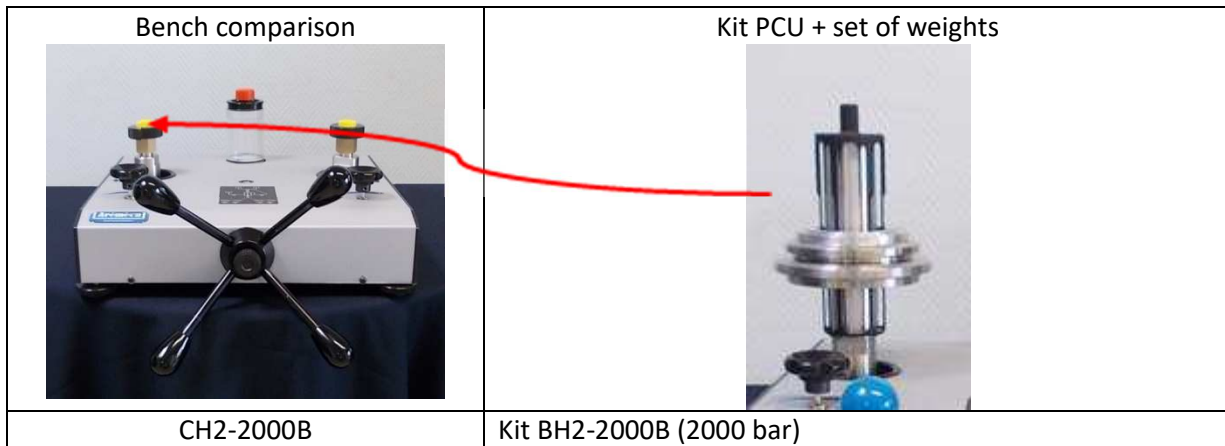 Bench comparison
Kit PCU + set of weights
CH2-2000B
Kit BH2-2000B (2000 bar)